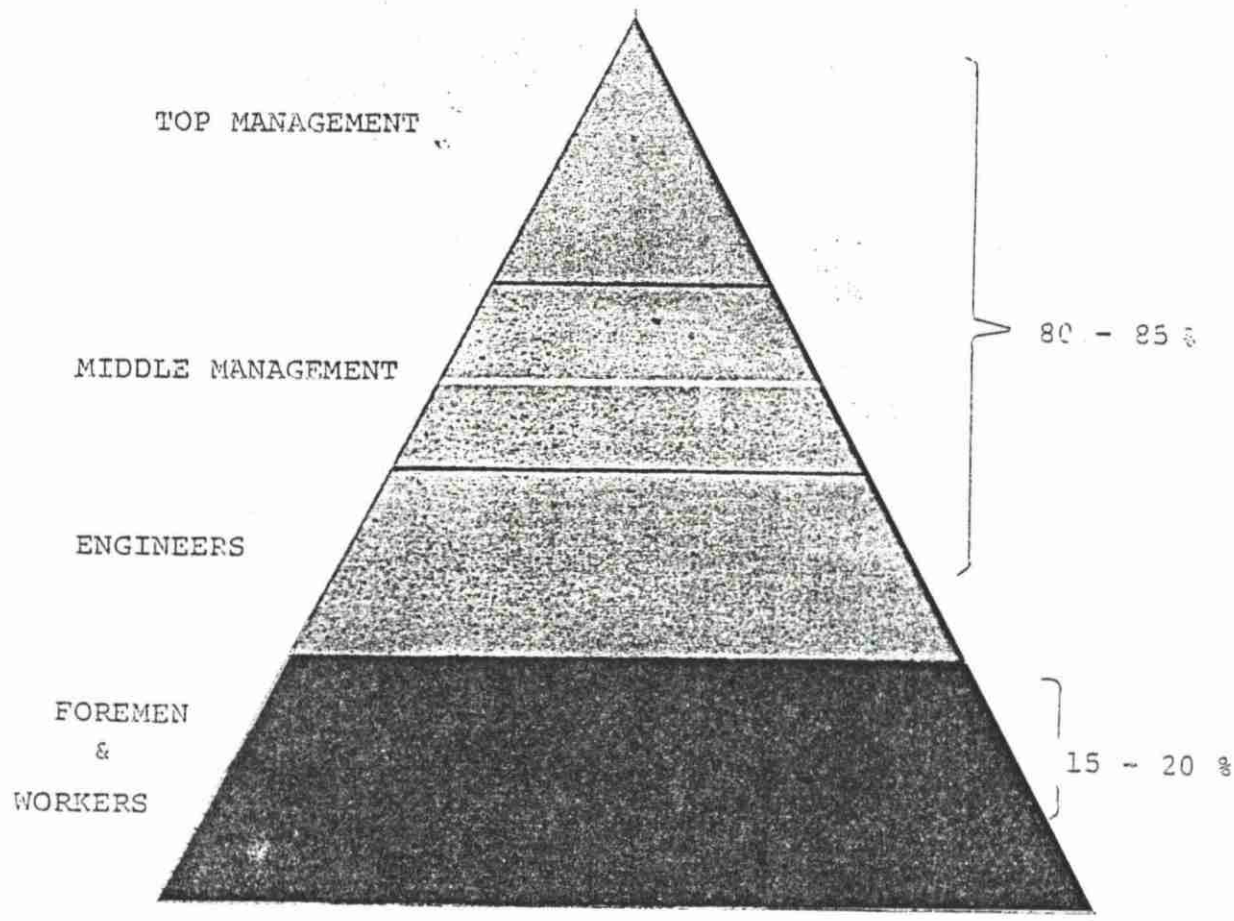 TOP MANAGEMENT
80 - 85 %
MIDDLE MANAGEMENT
ENGINEERS
FOREMEN
&
WORKERS
15 - 20 %